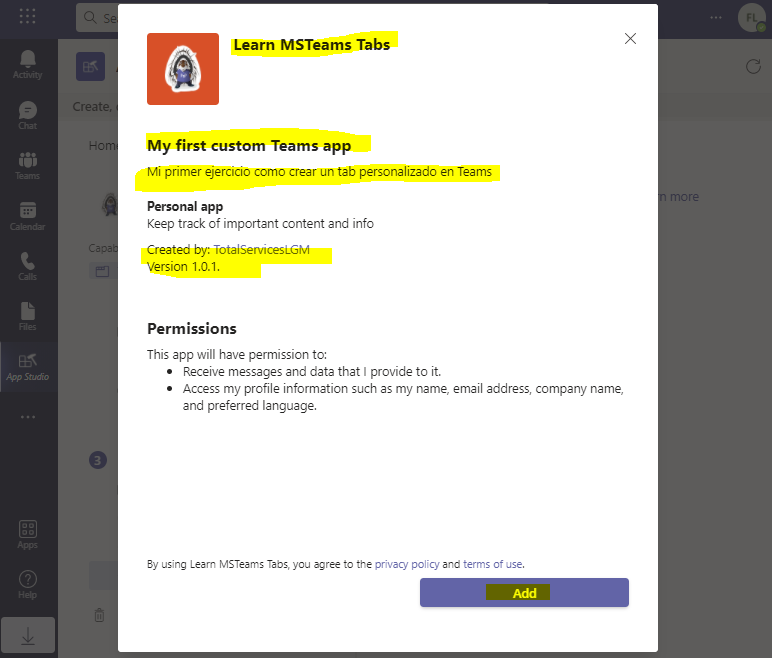 Sea
FL
Activity
Chat
Teams
Calendar
Calls
Files
App Studio
Apps
Help
Create,
Home
m more
Capab
3
Learn MSTeams Tabs
My first custom Teams app
Mi primer ejercicio como crear un tab personalizado en Teams
Personal app
Keep track of important content and info
Created by: TotalServicesLGM
Version 1.0.1.
Permissions
This app will have permission to:
• Receive messages and data that I provide to it.
• Access my profile information such as my name, email address, company name,
and preferred language.
By using Learn MSTeams Tabs, you agree to the privacy policy and terms of use.
Add